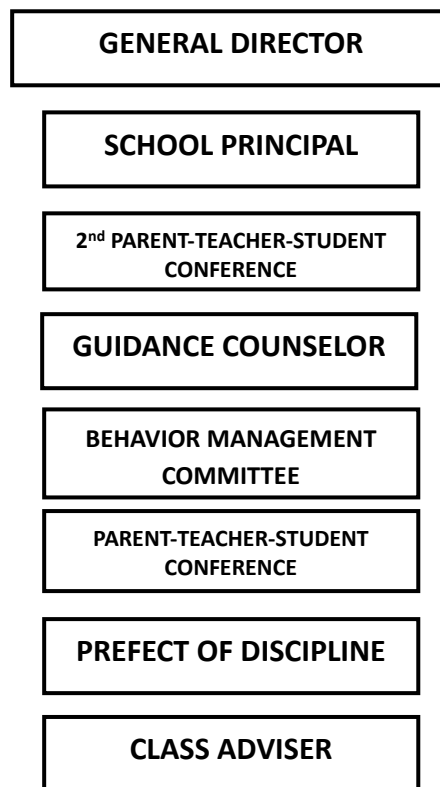 GENERAL DIRECTOR
SCHOOL PRINCIPAL
2nd PARENT-TEACHER-STUDENT
CONFERENCE
GUIDANCE COUNSELOR
BEHAVIOR MANAGEMENT
COMMITTEE
PARENT-TEACHER-STUDENT
CONFERENCE
PREFECT OF DISCIPLINE
CLASS ADVISER